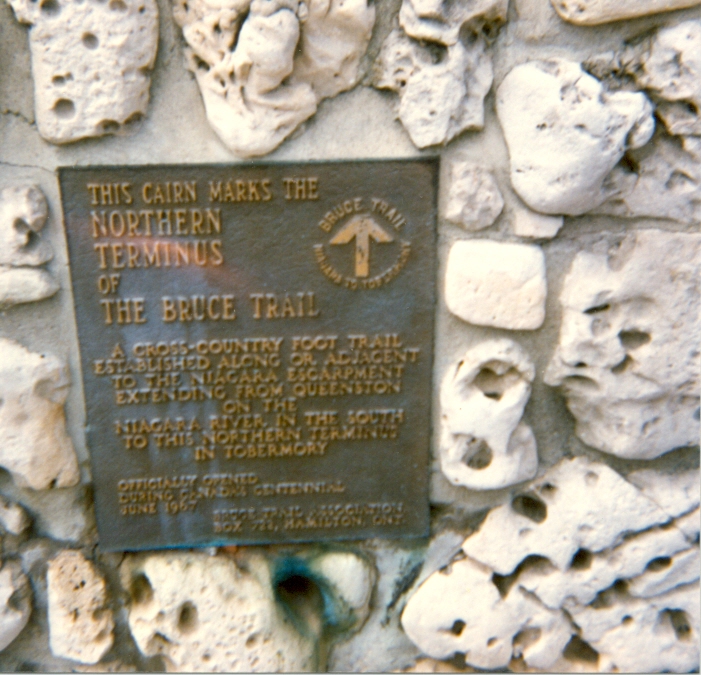 THIS CAIRN MARKS THE
NORTHERN
TERMINUS
OF
THE BRUCE TRAIL
BRUCE TRAIL
NIAGARA TO TOBERMORY
A CROSS-COUNTRY FOOT TRAIL
ESTABLISHED ALONG OR ADJACENT
TO THE NIAGARA ESCARPMENT
EXTENDING FROM QUEENSTON
ON THE
NIAGARA RIVER IN THE SOUTH
TO THIS NORTHERN TERMINUS
IN TOBERMORY
OFFICIALLY OPENED
DURING CANADA'S CENTENNIAL
JUNE 1967
BRUCE TRAIL ASSOCIATION
BOX HAMILTON, ONT.